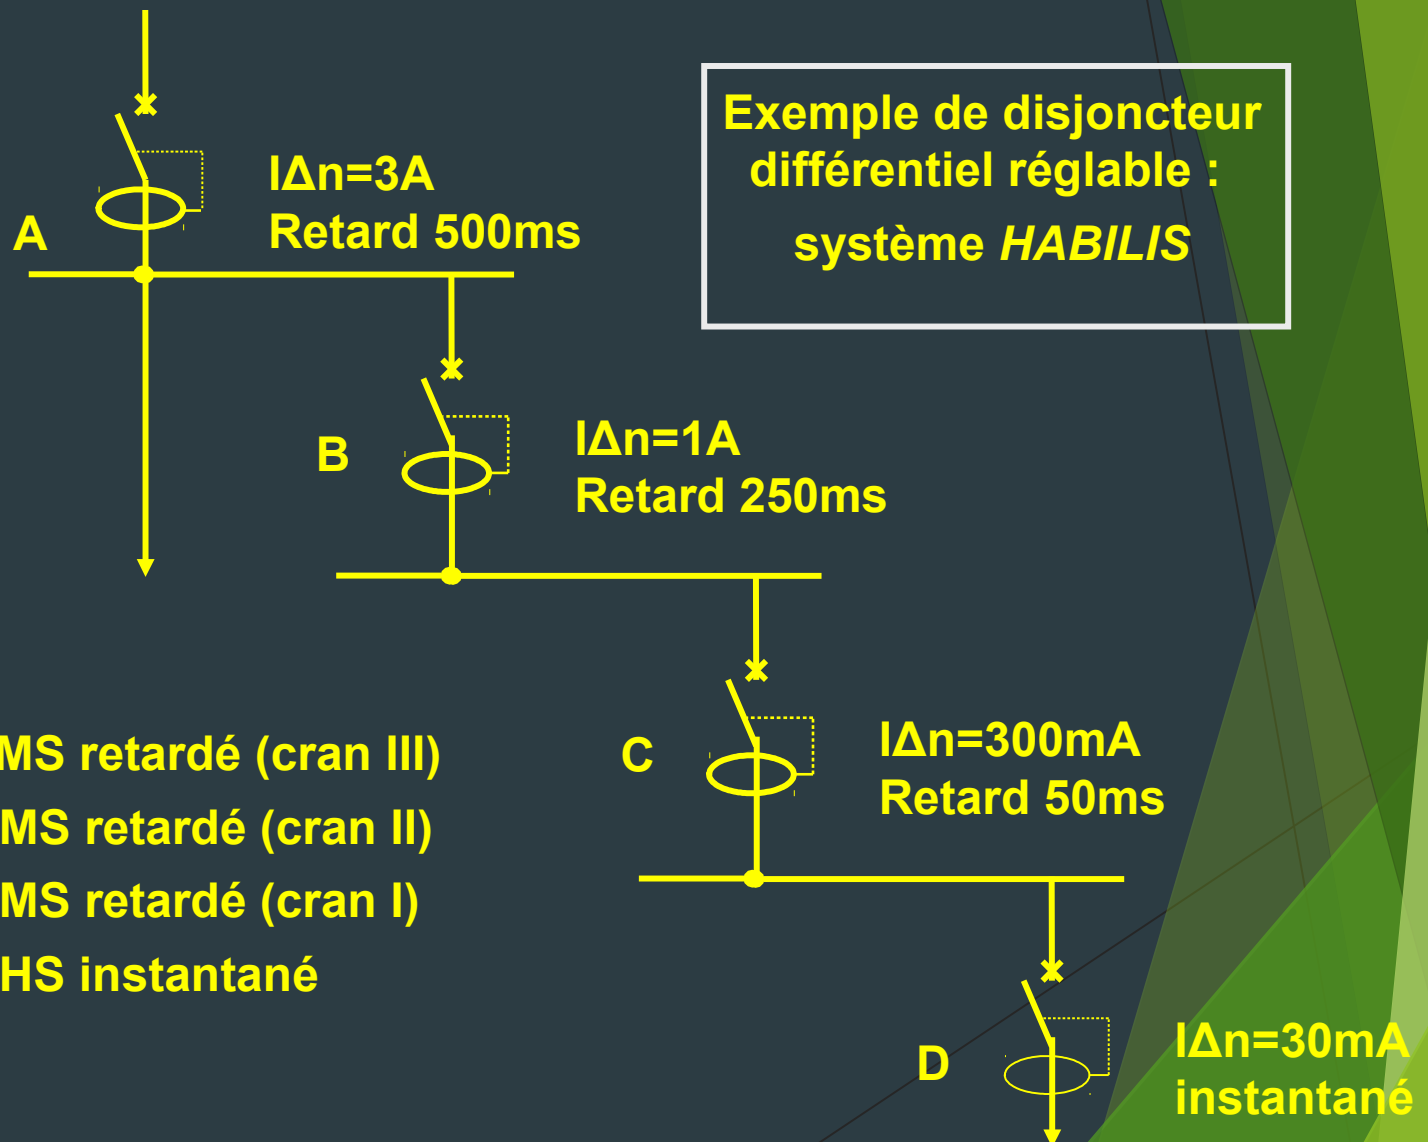 Exemple de disjoncteur
différentiel réglable :
système HABILIS
A
IΔn=3A
Retard 500ms
B
IΔn=1A
Retard 250ms
C
IΔn=300mA
Retard 50ms
MS retardé (cran III)
MS retardé (cran II)
MS retardé (cran I)
HS instantané
D
IΔn=30mA
instantané